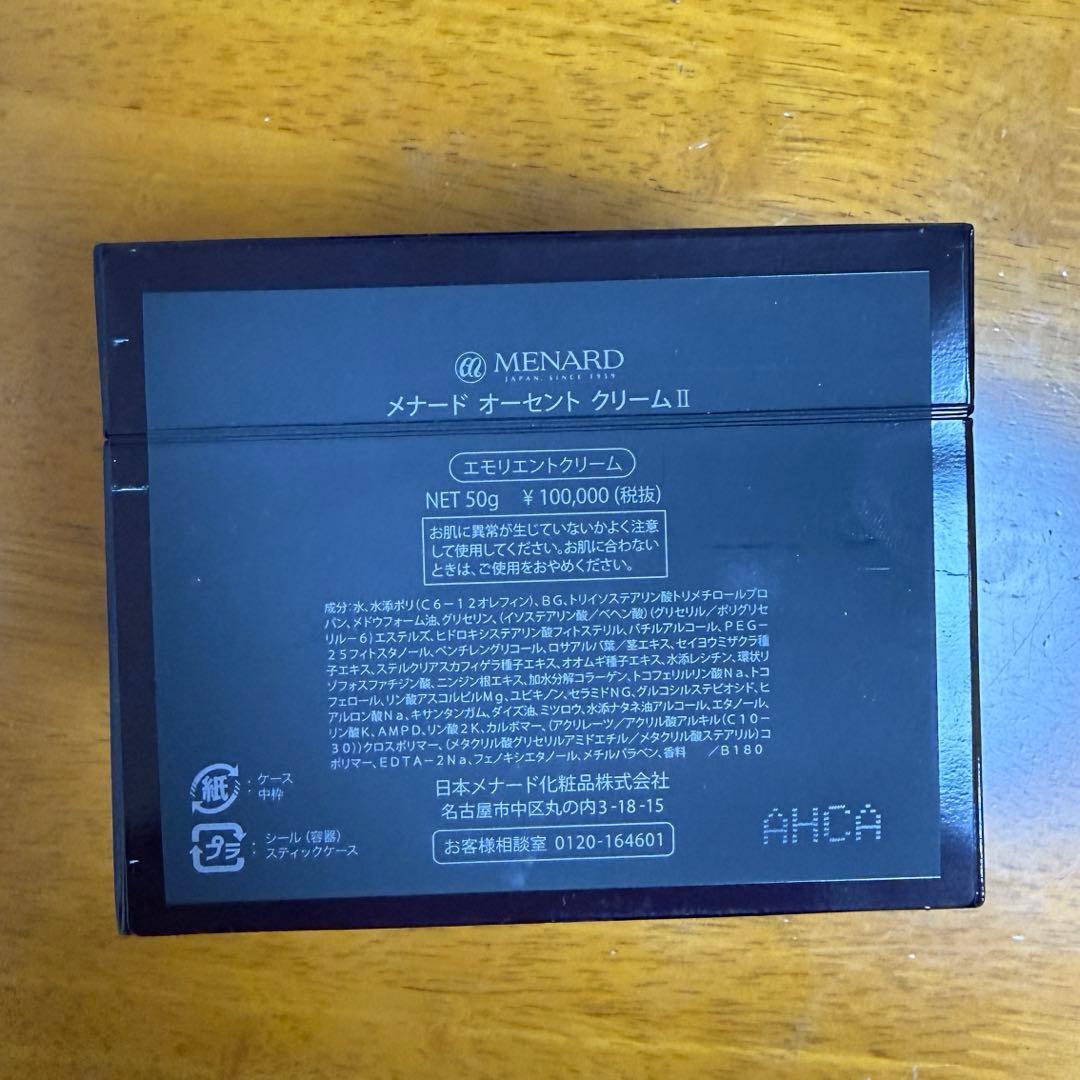 MENARD
JAPAN, SINCE 1959
メナード オーセント クリームⅡ
エモリエントクリーム
NET 50g ¥100,000(税抜)
お肌に異常が生じていないかよく注意
して使用してください。お肌に合わない
ときは、ご使用をおやめください。
成分:水、水添ポリ(C6-12オレフィン)、BG、トリイソステアリン酸トリメチロールプロ
パン、メドウフォーム油、グリセリン、(イソステアリン酸/ベヘン酸)(グリセリル/ポリグリセ
リル-6)エステルズ、ヒドロキシステアリン酸フィトステリル、バチルアルコール、PEG-
25フィトスタノール、ペンチレングリコール、ロサアルバ葉/茎エキス、セイヨウミザクラ種
子エキス、ステルクリアスカフィゲラ種子エキス、オオムギ種子エキス、水添レシチン、環状リ
ゾフォスファチジン酸、ニンジン根エキス、加水分解コラーゲン、トコフェリルリン酸Na、トコ
フェロール、リン酸アスコルビルMg、ユビキノン、セラミドNG、グルコシルステビオシド、ヒ
アルロン酸Na、キサンタンガム、ダイズ油、ミツロウ、水添ナタネ油アルコール、エタノール、
リン酸K、AMPD、リン酸2K、カルボマー、(アクリレーツ/アクリル酸アルキル(C10-
30))クロスポリマー、(メタクリル酸グリセリルアミドエチル/メタクリル酸ステアリル)コ
ポリマー、EDTA-2Na、フェノキシエタノール、メチルパラベン、香料 /B180
日本メナード化粧品株式会社
名古屋市中区丸の内3-18-15
お客様相談室 0120-164601
紙 : ケース
中枠
プラ : シール(容器)
スティックケース
AHCA